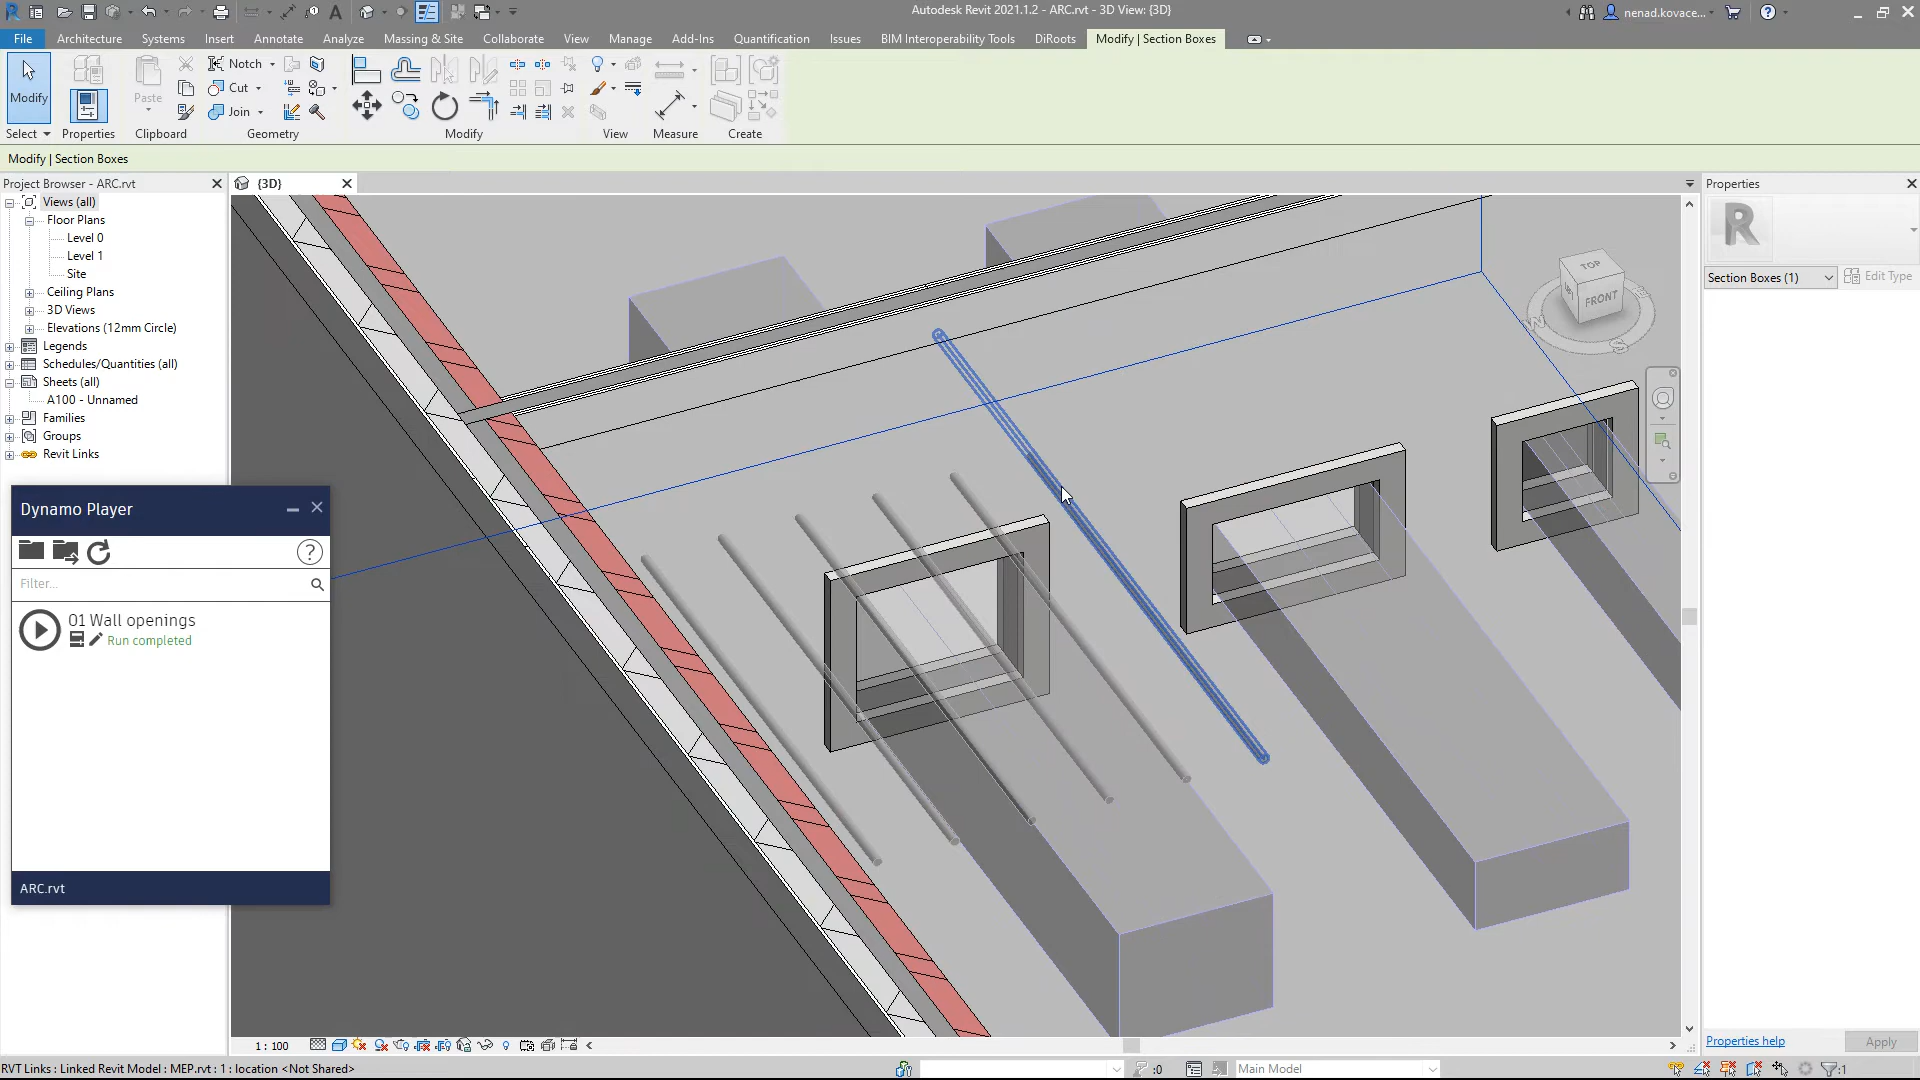 Autodesk Revit 2021.1.2 - ARC.rvt - 3D View: {3D}
nenad.kovace...
File
Architecture
Systems
Insert
Annotate
Analyze
Massing & Site
Collaborate
View
Manage
Add-Ins
Quantification
Issues
BIM Interoperability Tools
DiRoots
Modify | Section Boxes
Modify
Paste
Notch
Cut
Join
Select
Properties
Clipboard
Geometry
Modify
View
Measure
Create
Modify | Section Boxes
Project Browser - ARC.rvt
{3D}
Properties
Views (all)
Floor Plans
Level 0
Level 1
Site
Ceiling Plans
3D Views
Elevations (12mm Circle)
Legends
Schedules/Quantities (all)
Sheets (all)
A100 - Unnamed
Families
Groups
Revit Links
R
Section Boxes (1)
Edit Type
TOP
FRONT
S
Dynamo Player
Filter...
01 Wall openings
Run completed
ARC.rvt
1 : 100
Properties help
Apply
RVT Links : Linked Revit Model : MEP.rvt : 1 : location <Not Shared>
:0
Main Model
:1